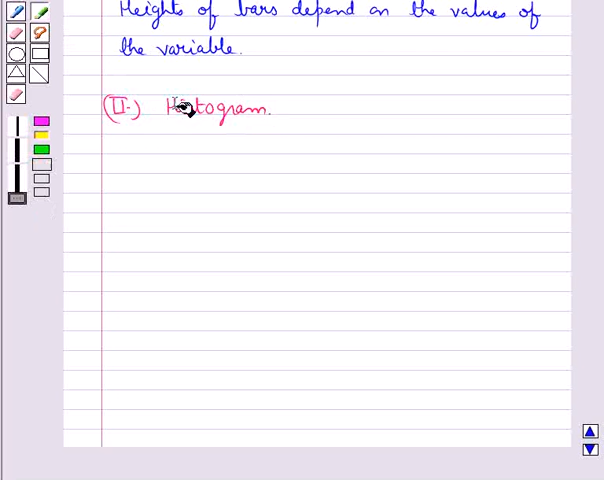 Heights of bars depend on the values of
the variable.
(II.) Histogram.